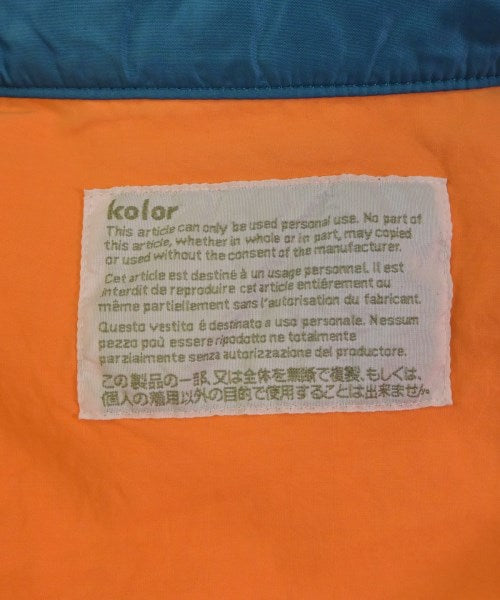 kolor
This article can only be used personal use. No part of
this article, whether in whole or in part, may copied
or used without the consent of the manufacturer.
Cet article est destiné à un usage personnel. Il est
interdit de reproduire cet article entiérement ou
même partiellement sans l'autorisation du fabricant.
Questo vestito é destinato a uso personale. Nessum
pezzo può essere ripodotto ne totalmente
parzialmente senza autorizzazione del productore.
この製品の一部、又は全体を無断で複製、もしくは、
個人の着用以外の目的で使用することは出来ません。